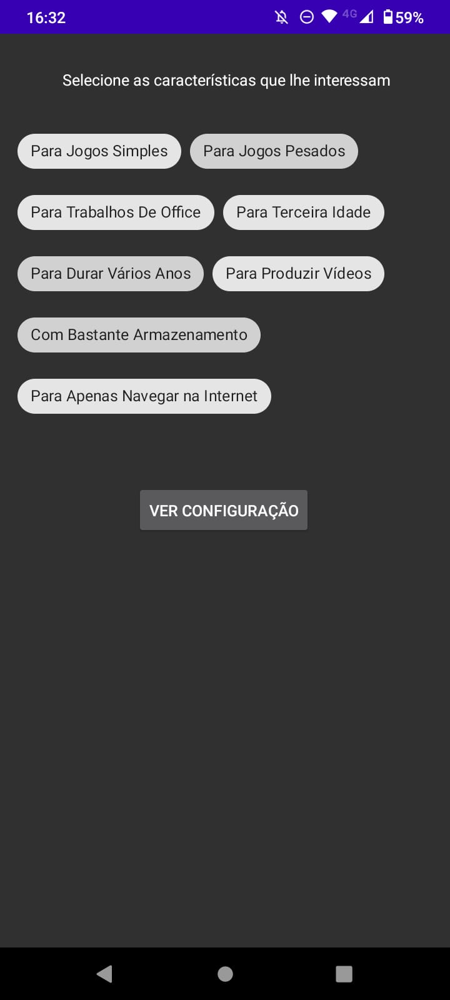 16:32 4G 59%
Selecione as características que lhe interessam
Para Jogos Simples Para Jogos Pesados
Para Trabalhos De Office Para Terceira Idade
Para Durar Vários Anos Para Produzir Vídeos
Com Bastante Armazenamento
Para Apenas Navegar na Internet
VER CONFIGURAÇÃO